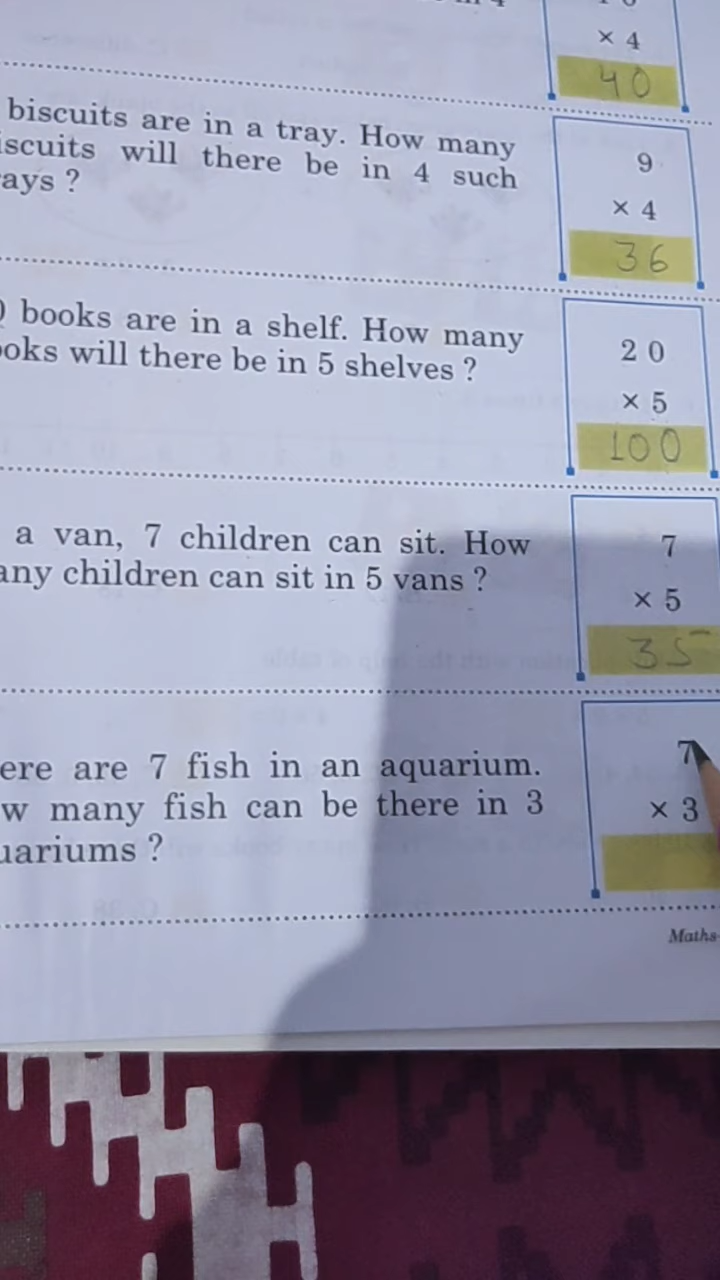 × 4
40
biscuits are in a tray. How many
iscuits will there be in 4 such
ays ?
9
× 4
36
books are in a shelf. How many
ooks will there be in 5 shelves ?
20
× 5
100
a van, 7 children can sit. How
any children can sit in 5 vans ?
7
× 5
35
ere are 7 fish in an aquarium.
w many fish can be there in 3
uariums ?
7
× 3
Maths